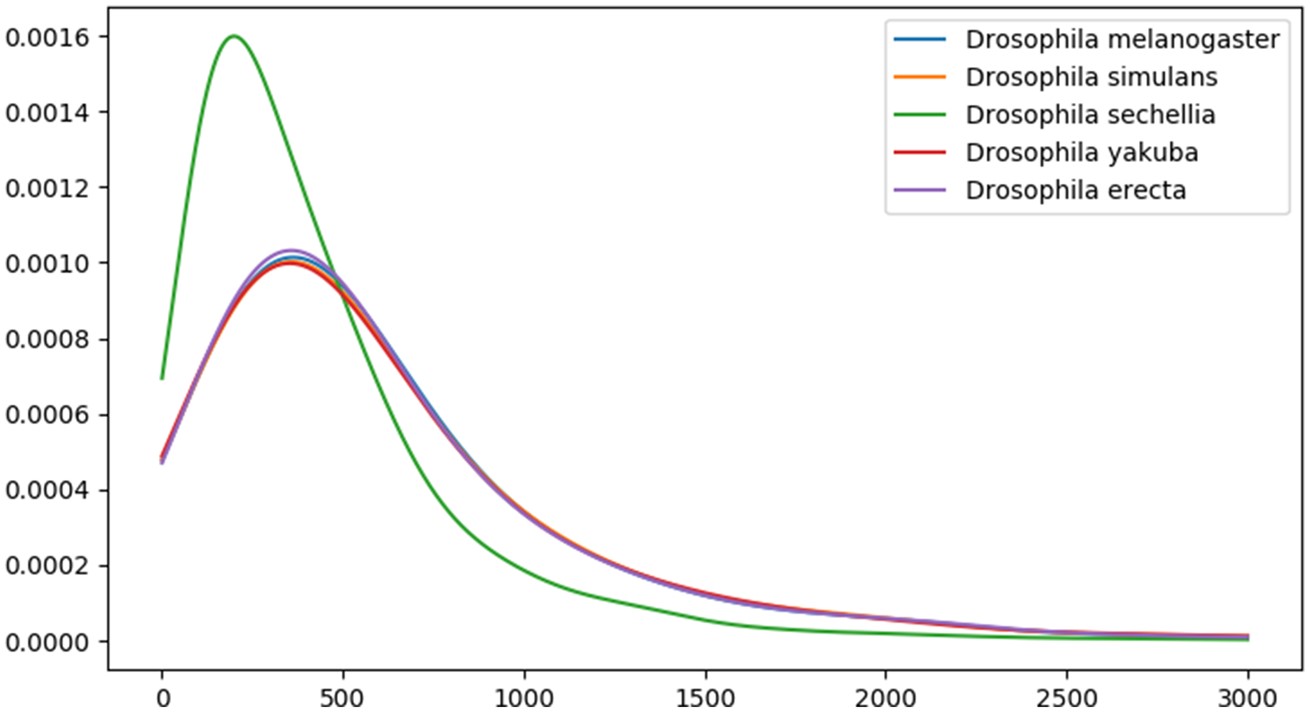 0.0016
0.0014
0.0012
0.0010
0.0008
0.0006
0.0004
0.0002
0.0000
Drosophila melanogaster
Drosophila simulans
Drosophila sechellia
Drosophila yakuba
Drosophila erecta
0 500 1000 1500 2000 2500 3000